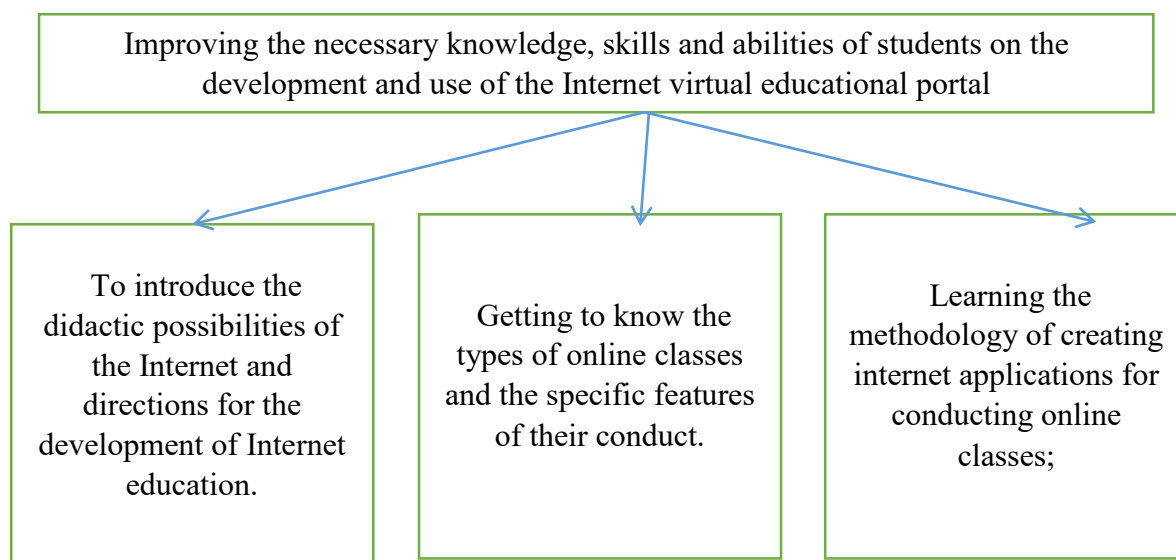 Improving the necessary knowledge, skills and abilities of students on the
development and use of the Internet virtual educational portal
To introduce the
didactic possibilities of
the Internet and
directions for the
development of Internet
education.
Getting to know the
types of online classes
and the specific features
of their conduct.
Learning the
methodology of creating
internet applications for
conducting online
classes;